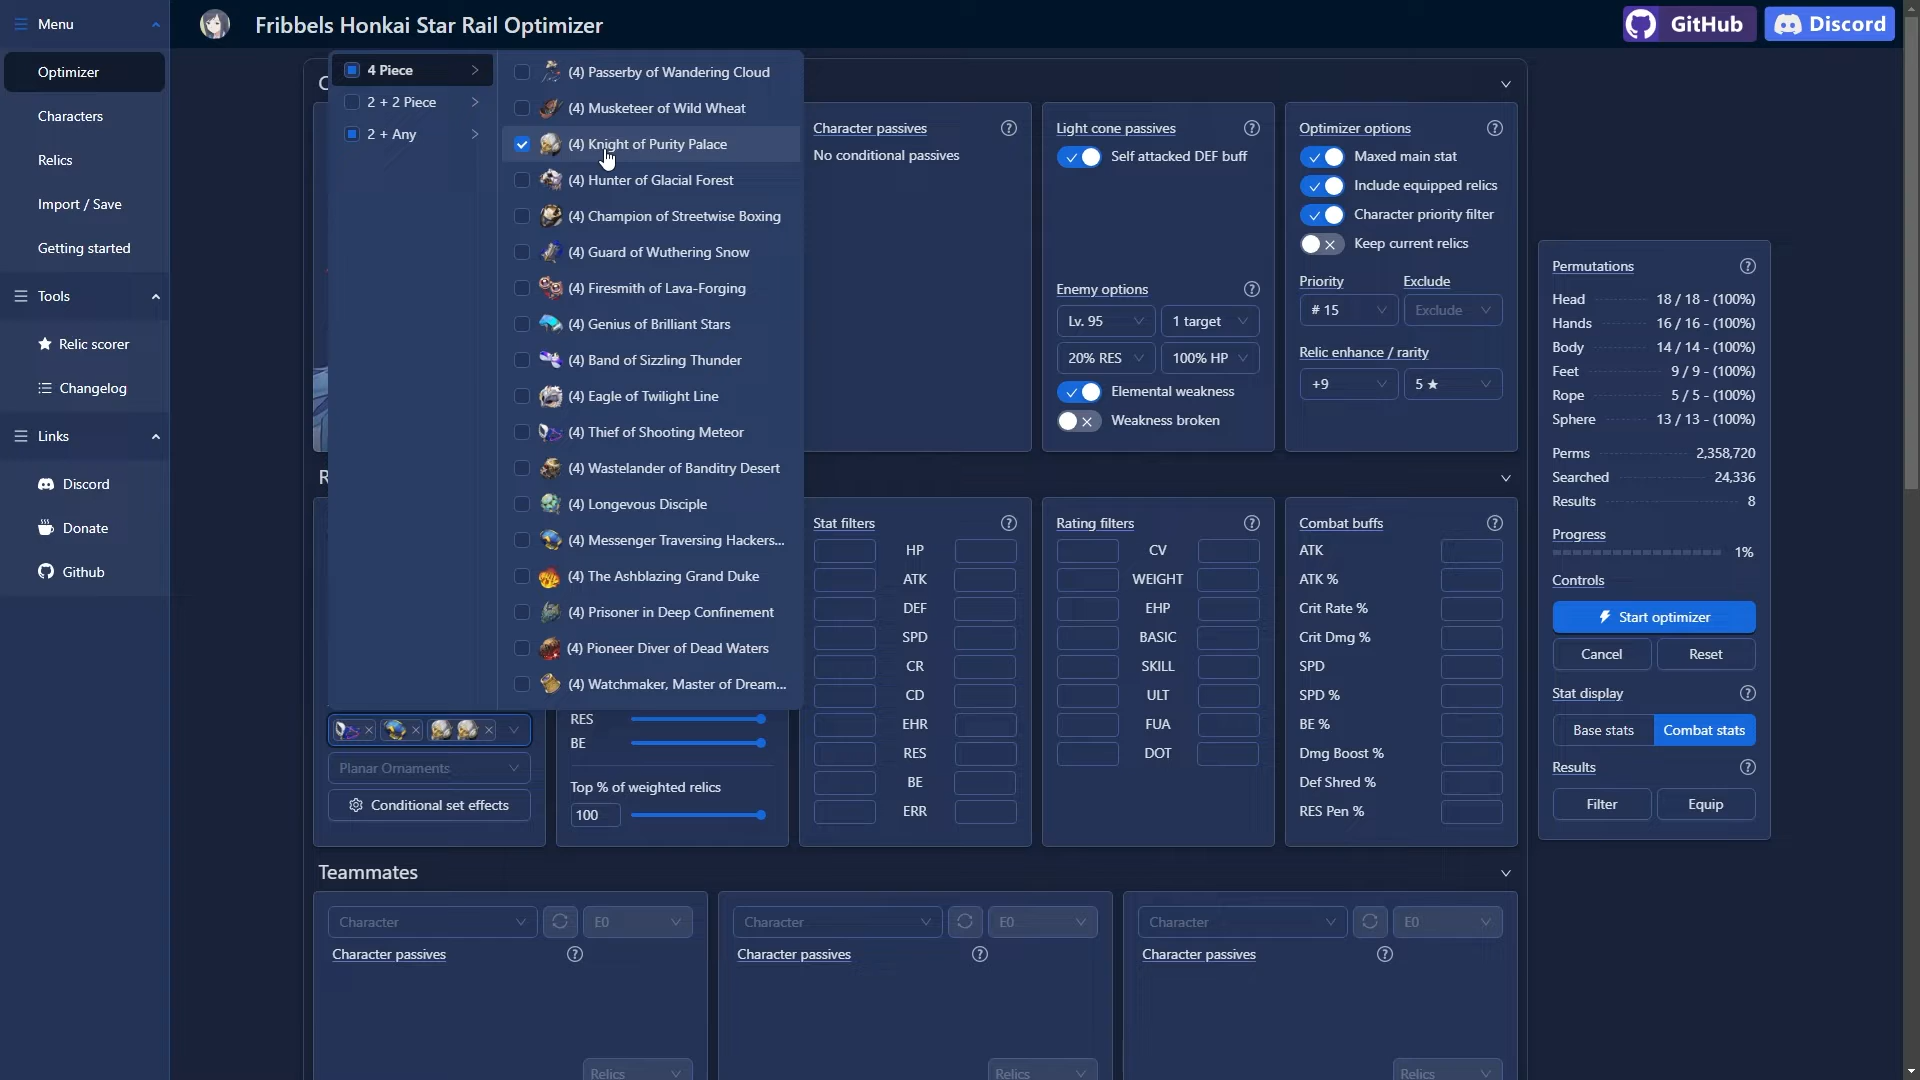 Menu
Fribbels Honkai Star Rail Optimizer
GitHub
Discord
Optimizer
Characters
Relics
Import / Save
Getting started
Tools
Relic scorer
Changelog
Links
Discord
Donate
Github
4 Piece
2 + 2 Piece
2 + Any
(4) Passerby of Wandering Cloud
(4) Musketeer of Wild Wheat
(4) Knight of Purity Palace
(4) Hunter of Glacial Forest
(4) Champion of Streetwise Boxing
(4) Guard of Wuthering Snow
(4) Firesmith of Lava-Forging
(4) Genius of Brilliant Stars
(4) Band of Sizzling Thunder
(4) Eagle of Twilight Line
(4) Thief of Shooting Meteor
(4) Wastelander of Banditry Desert
(4) Longevous Disciple
(4) Messenger Traversing Hackers...
(4) The Ashblazing Grand Duke
(4) Prisoner in Deep Confinement
(4) Pioneer Diver of Dead Waters
(4) Watchmaker, Master of Dream...
Character passives
No conditional passives
Light cone passives
Self attacked DEF buff
Enemy options
Lv. 95
1 target
20% RES
100% HP
Elemental weakness
Weakness broken
Optimizer options
Maxed main stat
Include equipped relics
Character priority filter
Keep current relics
Priority
Exclude
# 15
Exclude
Relic enhance / rarity
+9
5 ★
Planar Ornaments
Conditional set effects
RES
BE
Top % of weighted relics
100
Stat filters
HP
ATK
DEF
SPD
CR
CD
EHR
RES
BE
ERR
Rating filters
CV
WEIGHT
EHP
BASIC
SKILL
ULT
FUA
DOT
Combat buffs
ATK
ATK %
Crit Rate %
Crit Dmg %
SPD
SPD %
BE %
Dmg Boost %
Def Shred %
RES Pen %
Permutations
Head 18 / 18 - (100%)
Hands 16 / 16 - (100%)
Body 14 / 14 - (100%)
Feet 9 / 9 - (100%)
Rope 5 / 5 - (100%)
Sphere 13 / 13 - (100%)
Perms 2,358,720
Searched 24,336
Results 8
Progress
1%
Controls
Start optimizer
Cancel
Reset
Stat display
Base stats
Combat stats
Results
Filter
Equip
Teammates
Character
E0
Character passives
Relics
Character
E0
Character passives
Relics
Character
E0
Character passives
Relics